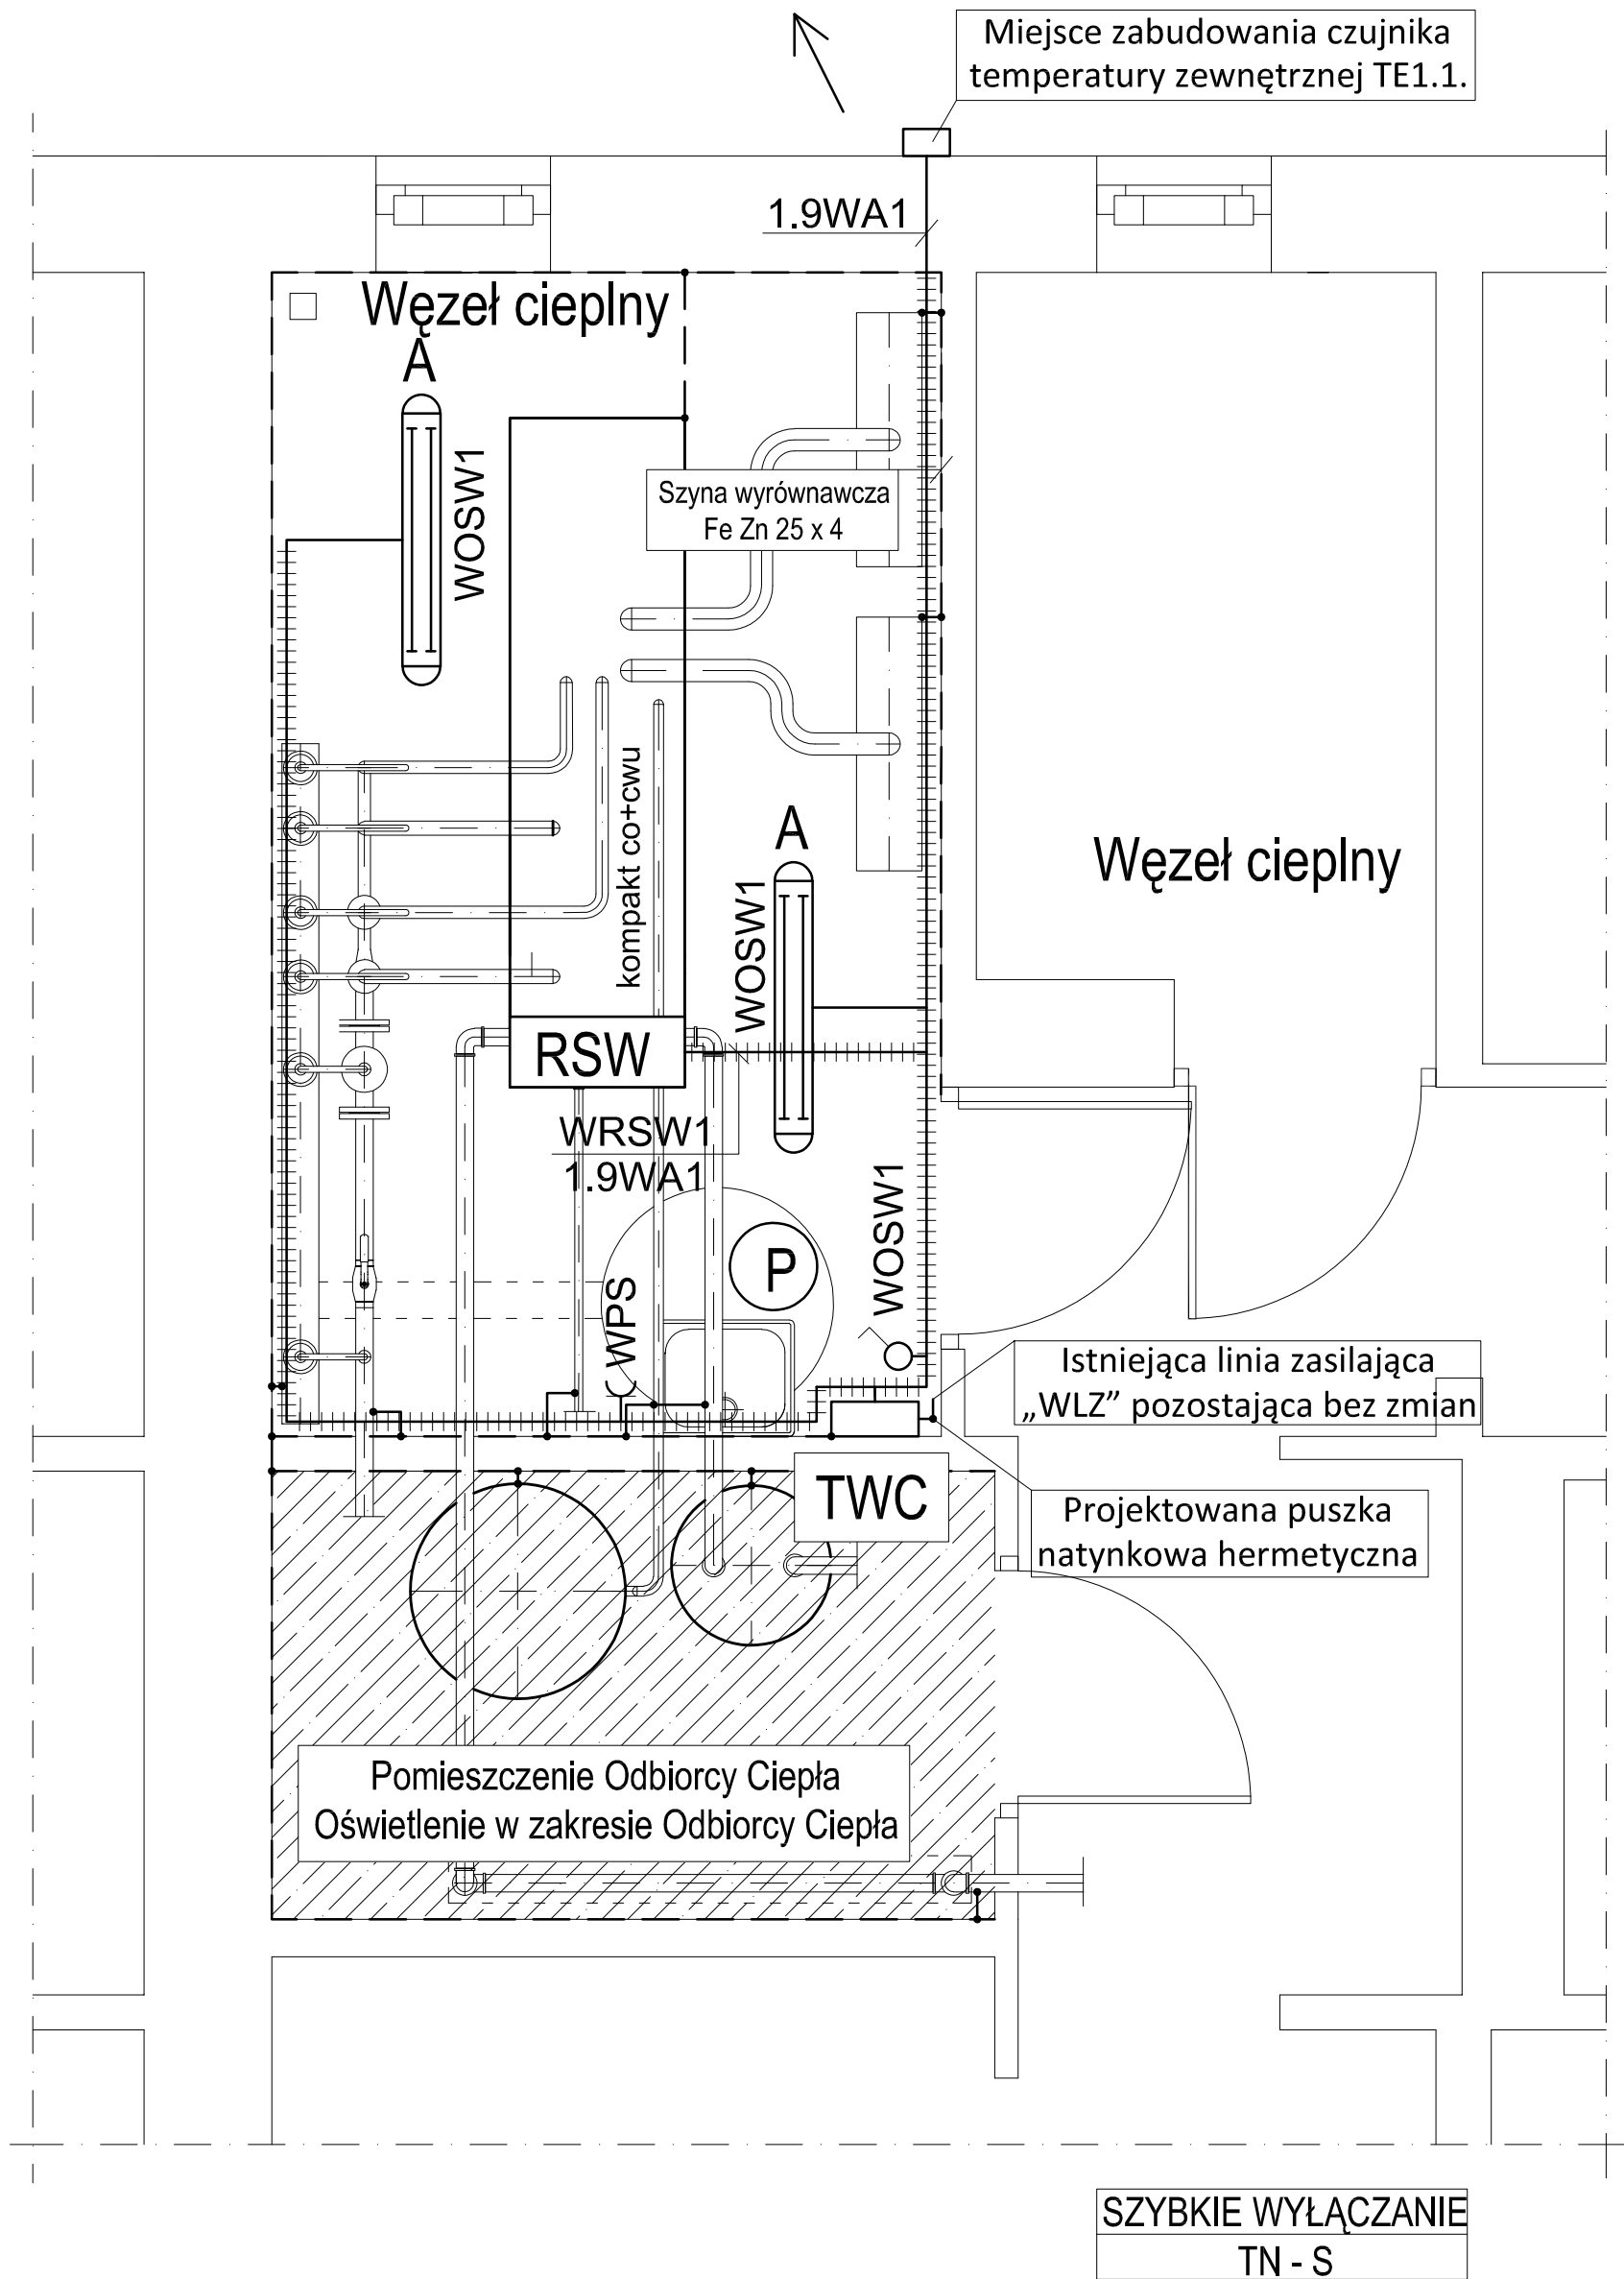 Miejsce zabudowania czujnika
temperatury zewnętrznej TE1.1.
1.9WA1
Węzeł cieplny
A
WOSW1
Szyna wyrównawcza
Fe Zn 25 x 4
kompakt co+cwu
A
WOSW1
Węzeł cieplny
RSW
WRSW1
1.9WA1
WOSW1
P
WPS
Istniejąca linia zasilająca
„WLZ” pozostająca bez zmian
TWC
Projektowana puszka
natynkowa hermetyczna
Pomieszczenie Odbiorcy Ciepła
Oświetlenie w zakresie Odbiorcy Ciepła
SZYBKIE WYŁĄCZANIE
TN - S